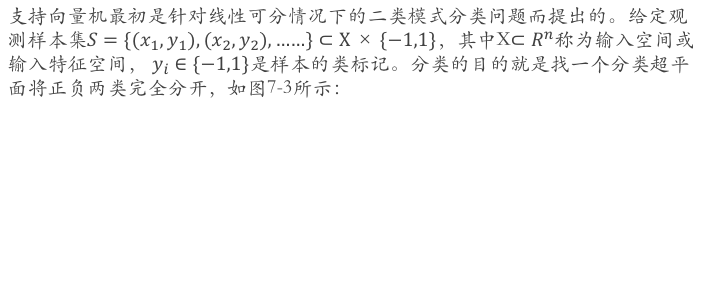 支持向量机最初是针对线性可分情况下的二类模式分类问题而提出的。给定观
测样本集S = {(x₁, y₁), (x₂, y₂), ......} ⊂ X × {−1,1}，其中X⊂ Rⁿ称为输入空间或
输入特征空间， yᵢ ∈ {−1,1}是样本的类标记。分类的目的就是找一个分类超平
面将正负两类完全分开，如图7-3所示：